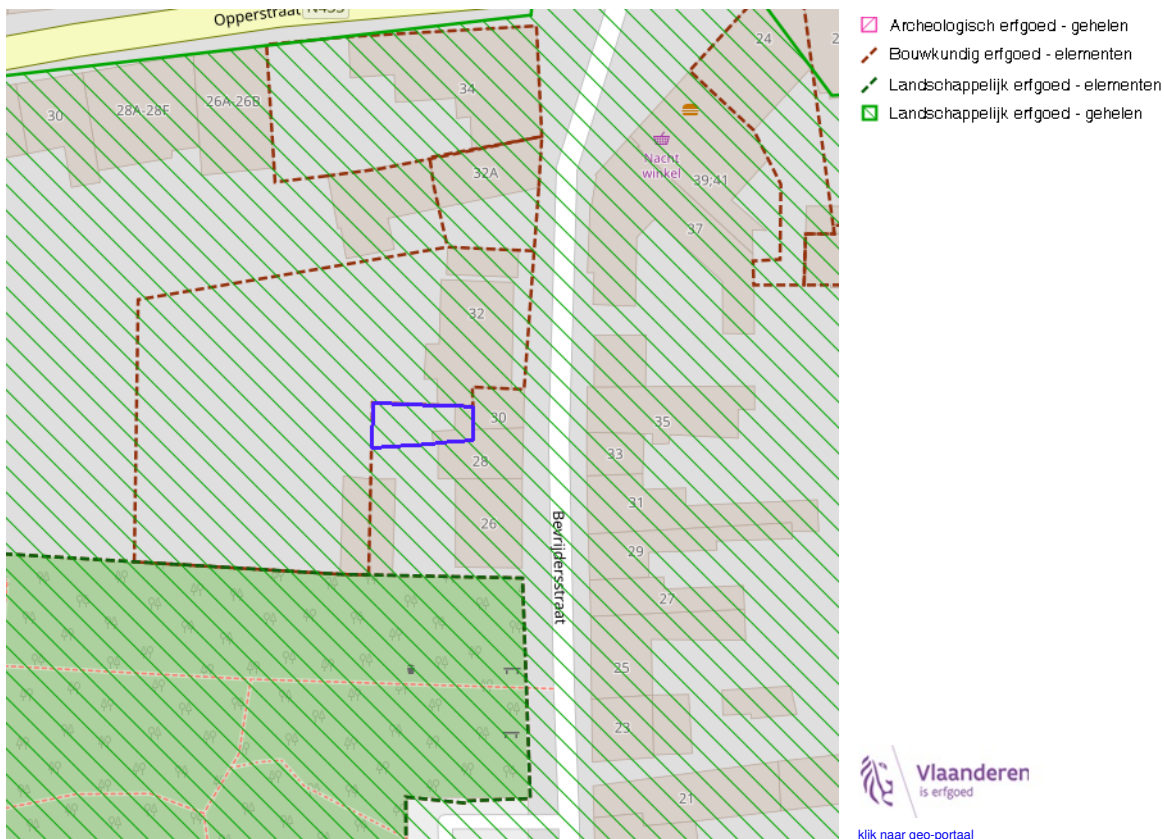 Opperstraat N455
24
2
34
30
28A-28F
26A-26B
Nacht
winkel
32A
39;41
37
32
30
35
28
33
31
26
29
Bevrijdersstraat
27
25
23
21
Archeologisch erfgoed - gehelen
Bouwkundig erfgoed - elementen
Landschappelijk erfgoed - elementen
Landschappelijk erfgoed - gehelen
Vlaanderen
is erfgoed
klik naar geo-portaal